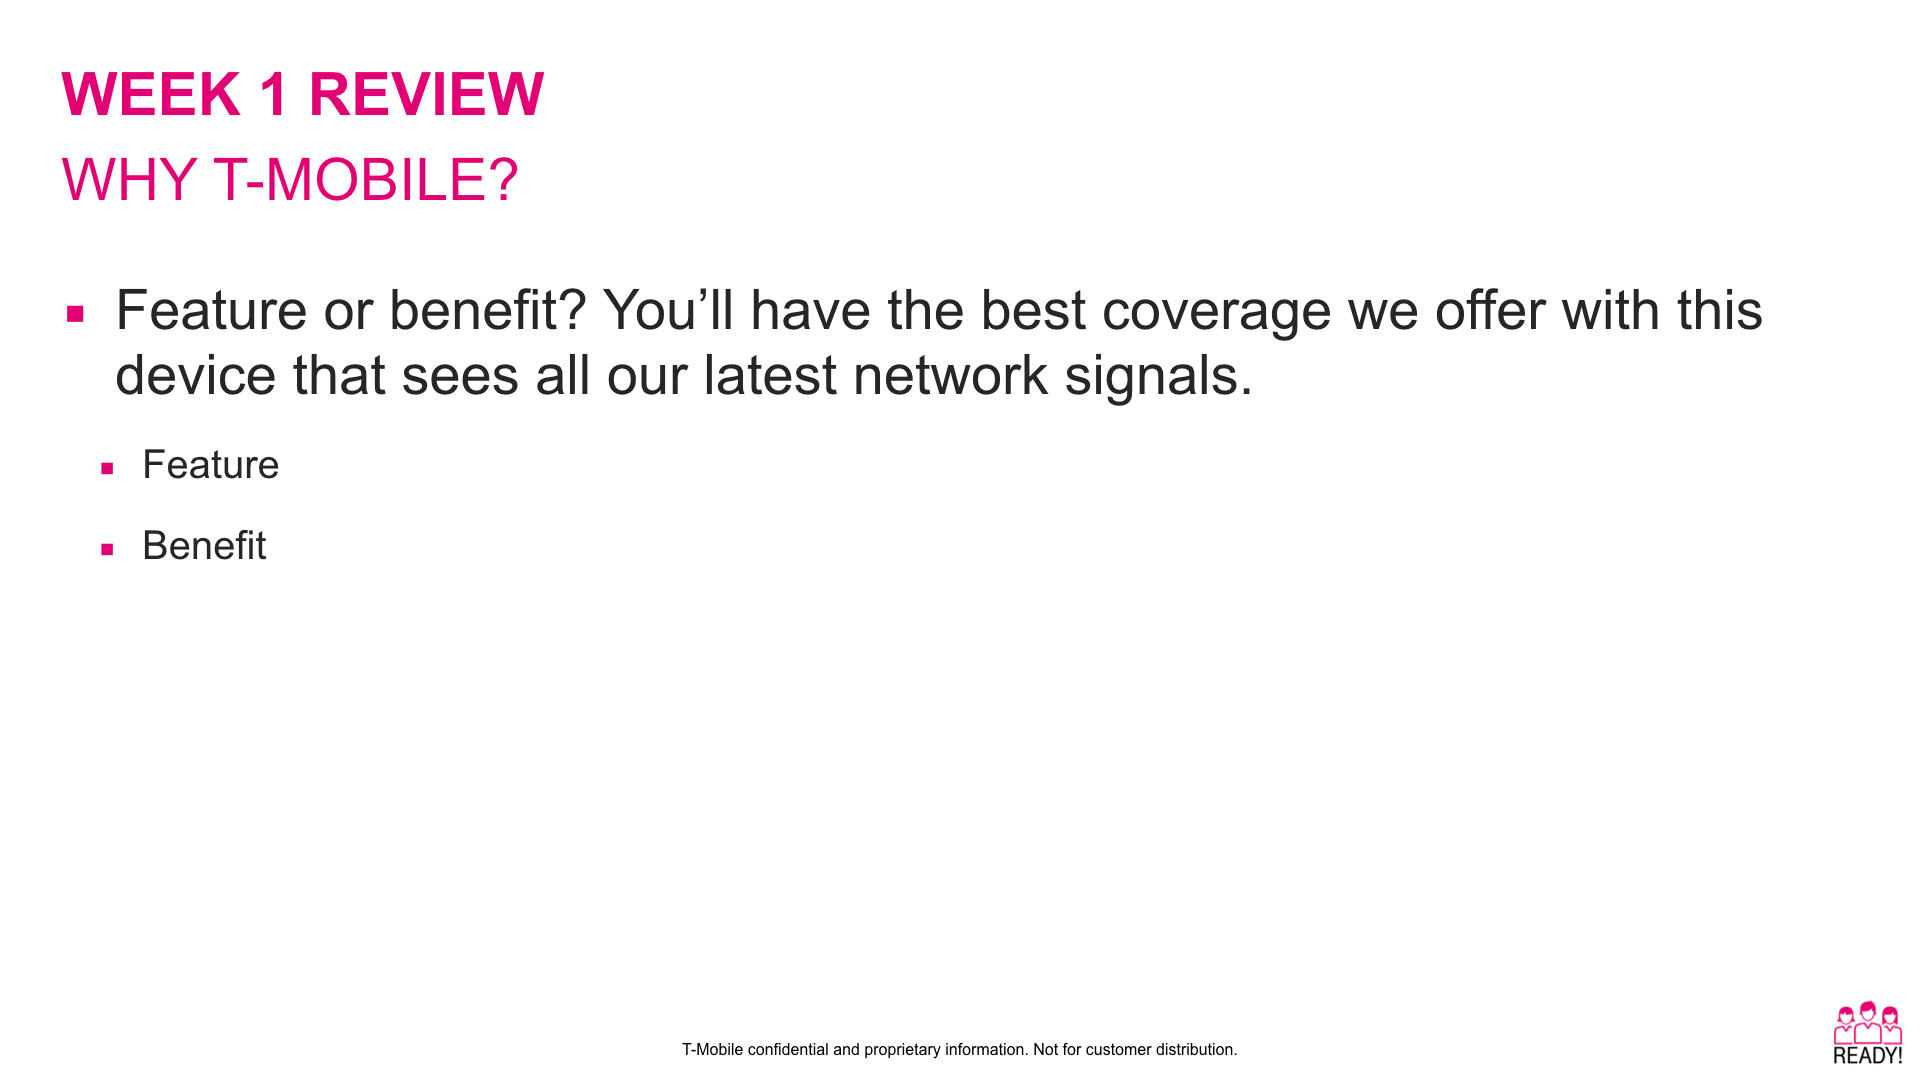 WEEK 1 REVIEW
WHY T-MOBILE?
Feature or benefit? You’ll have the best coverage we offer with this
device that sees all our latest network signals.
Feature
Benefit
T-Mobile confidential and proprietary information. Not for customer distribution.
READY!